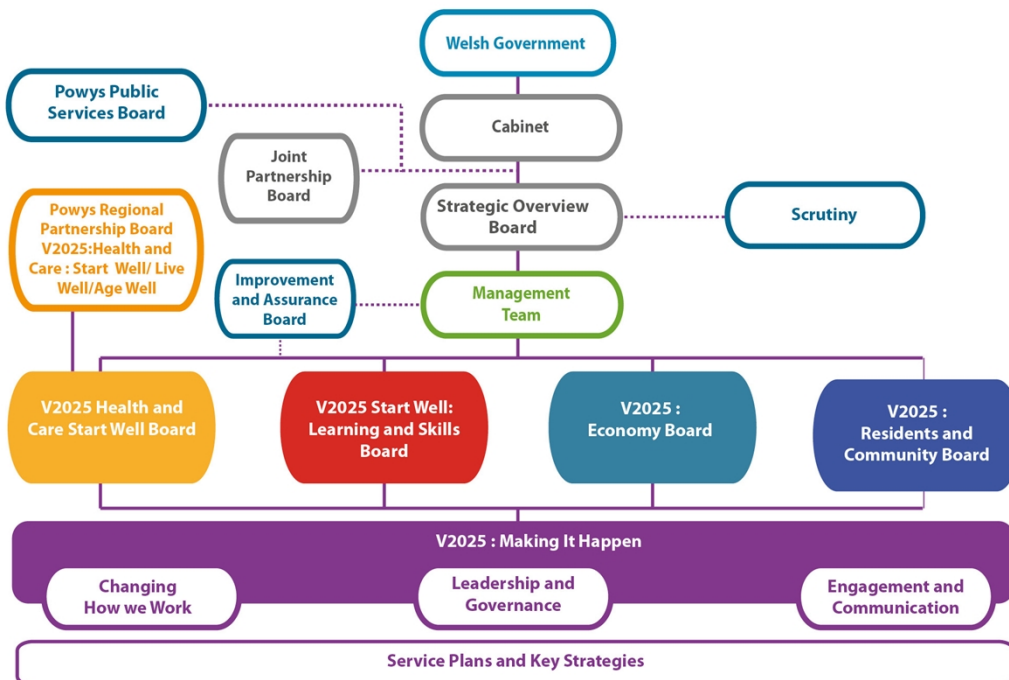 Welsh Government
Powys Public
Services Board
Cabinet
Joint
Partnership
Board
Powys Regional
Partnership Board
V2025:Health and
Care : Start Well/ Live
Well/Age Well
Strategic Overview
Board
Scrutiny
Improvement
and Assurance
Board
Management
Team
V2025 Health and
Care Start Well Board
V2025 Start Well:
Learning and Skills
Board
V2025 :
Economy Board
V2025 :
Residents and
Community Board
V2025 : Making It Happen
Changing
How we Work
Leadership and
Governance
Engagement and
Communication
Service Plans and Key Strategies